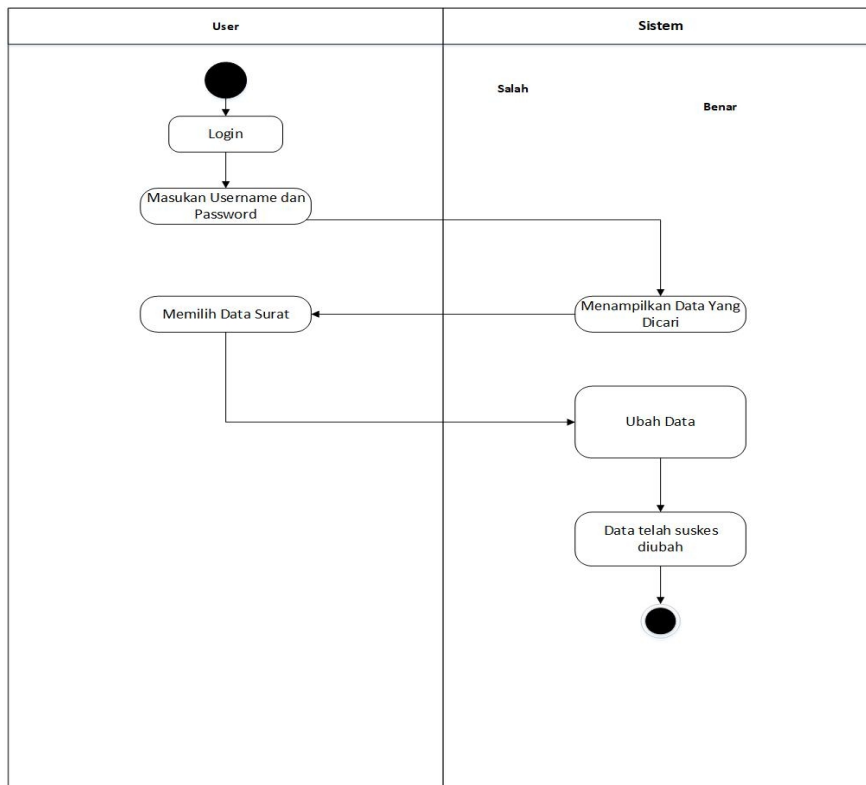 User
Sistem
Salah
Benar
Login
Masukan Username dan
Password
Menampilkan Data Yang
Dicari
Memilih Data Surat
Ubah Data
Data telah suskes
diubah